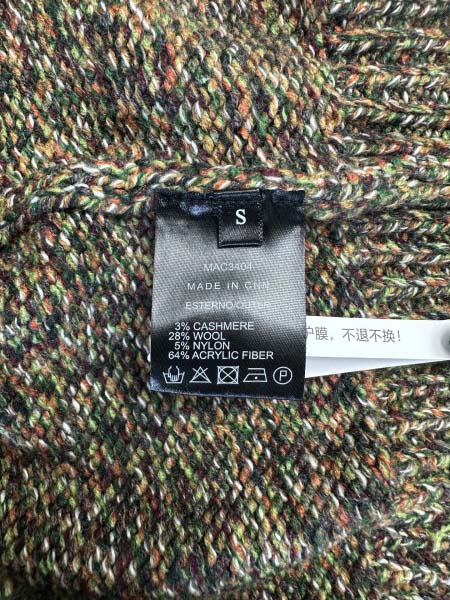 S
MAC3404
MADE IN CHN
ESTERNO/OUTER
3% CASHMERE
28% WOOL
5% NYLON
64% ACRYLIC FIBER
护膜，不退不换！